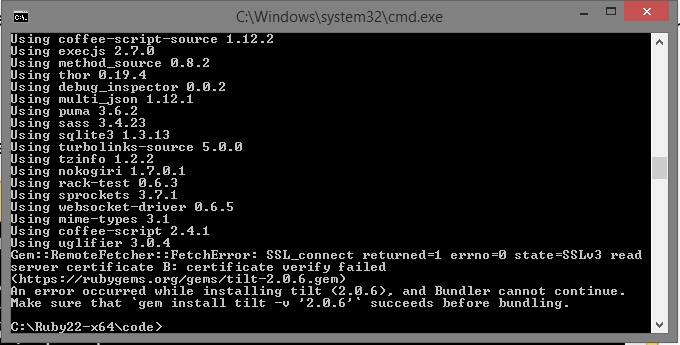 C:\Windows\system32\cmd.exe
Using coffee-script-source 1.12.2
Using execjs 2.7.0
Using method_source 0.8.2
Using thor 0.19.4
Using debug_inspector 0.0.2
Using multi_json 1.12.1
Using puma 3.6.2
Using sass 3.4.23
Using sqlite3 1.3.13
Using turbolinks-source 5.0.0
Using tzinfo 1.2.2
Using nokogiri 1.7.0.1
Using rack-test 0.6.3
Using sprockets 3.7.1
Using websocket-driver 0.6.5
Using mime-types 3.1
Using coffee-script 2.4.1
Using uglifier 3.0.4
Gem::RemoteFetcher::FetchError: SSL_connect returned=1 errno=0 state=SSLv3 read
server certificate B: certificate verify failed
(https://rubygems.org/gems/tilt-2.0.6.gem)
An error occurred while installing tilt (2.0.6), and Bundler cannot continue.
Make sure that `gem install tilt -v '2.0.6'` succeeds before bundling.
C:\Ruby22-x64\code>